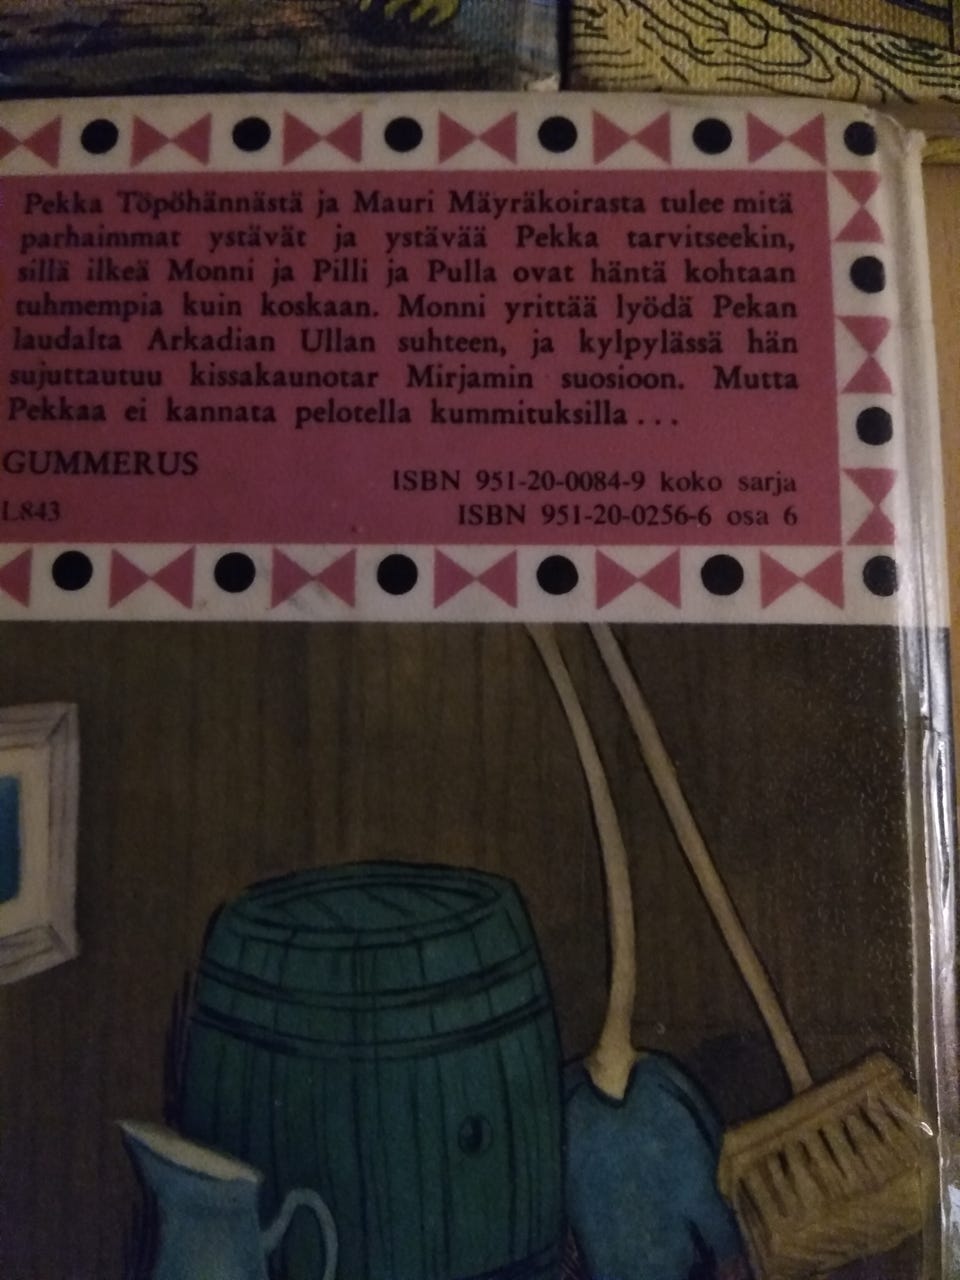 Pekka Töpöhännästä ja Mauri Mäyräkoirasta tulee mitä
parhaimmat ystävät ja ystävää Pekka tarvitseekin,
sillä ilkeä Monni ja Pilli ja Pulla ovat häntä kohtaan
tuhmempia kuin koskaan. Monni yrittää lyödä Pekan
laudalta Arkadian Ullan suhteen, ja kylpylässä hän
sujuttautuu kissakaunotar Mirjamin suosioon. Mutta
Pekkaa ei kannata pelotella kummituksilla . . .
GUMMERUS
ISBN 951-20-0084-9 koko sarja
L843
ISBN 951-20-0256-6 osa 6